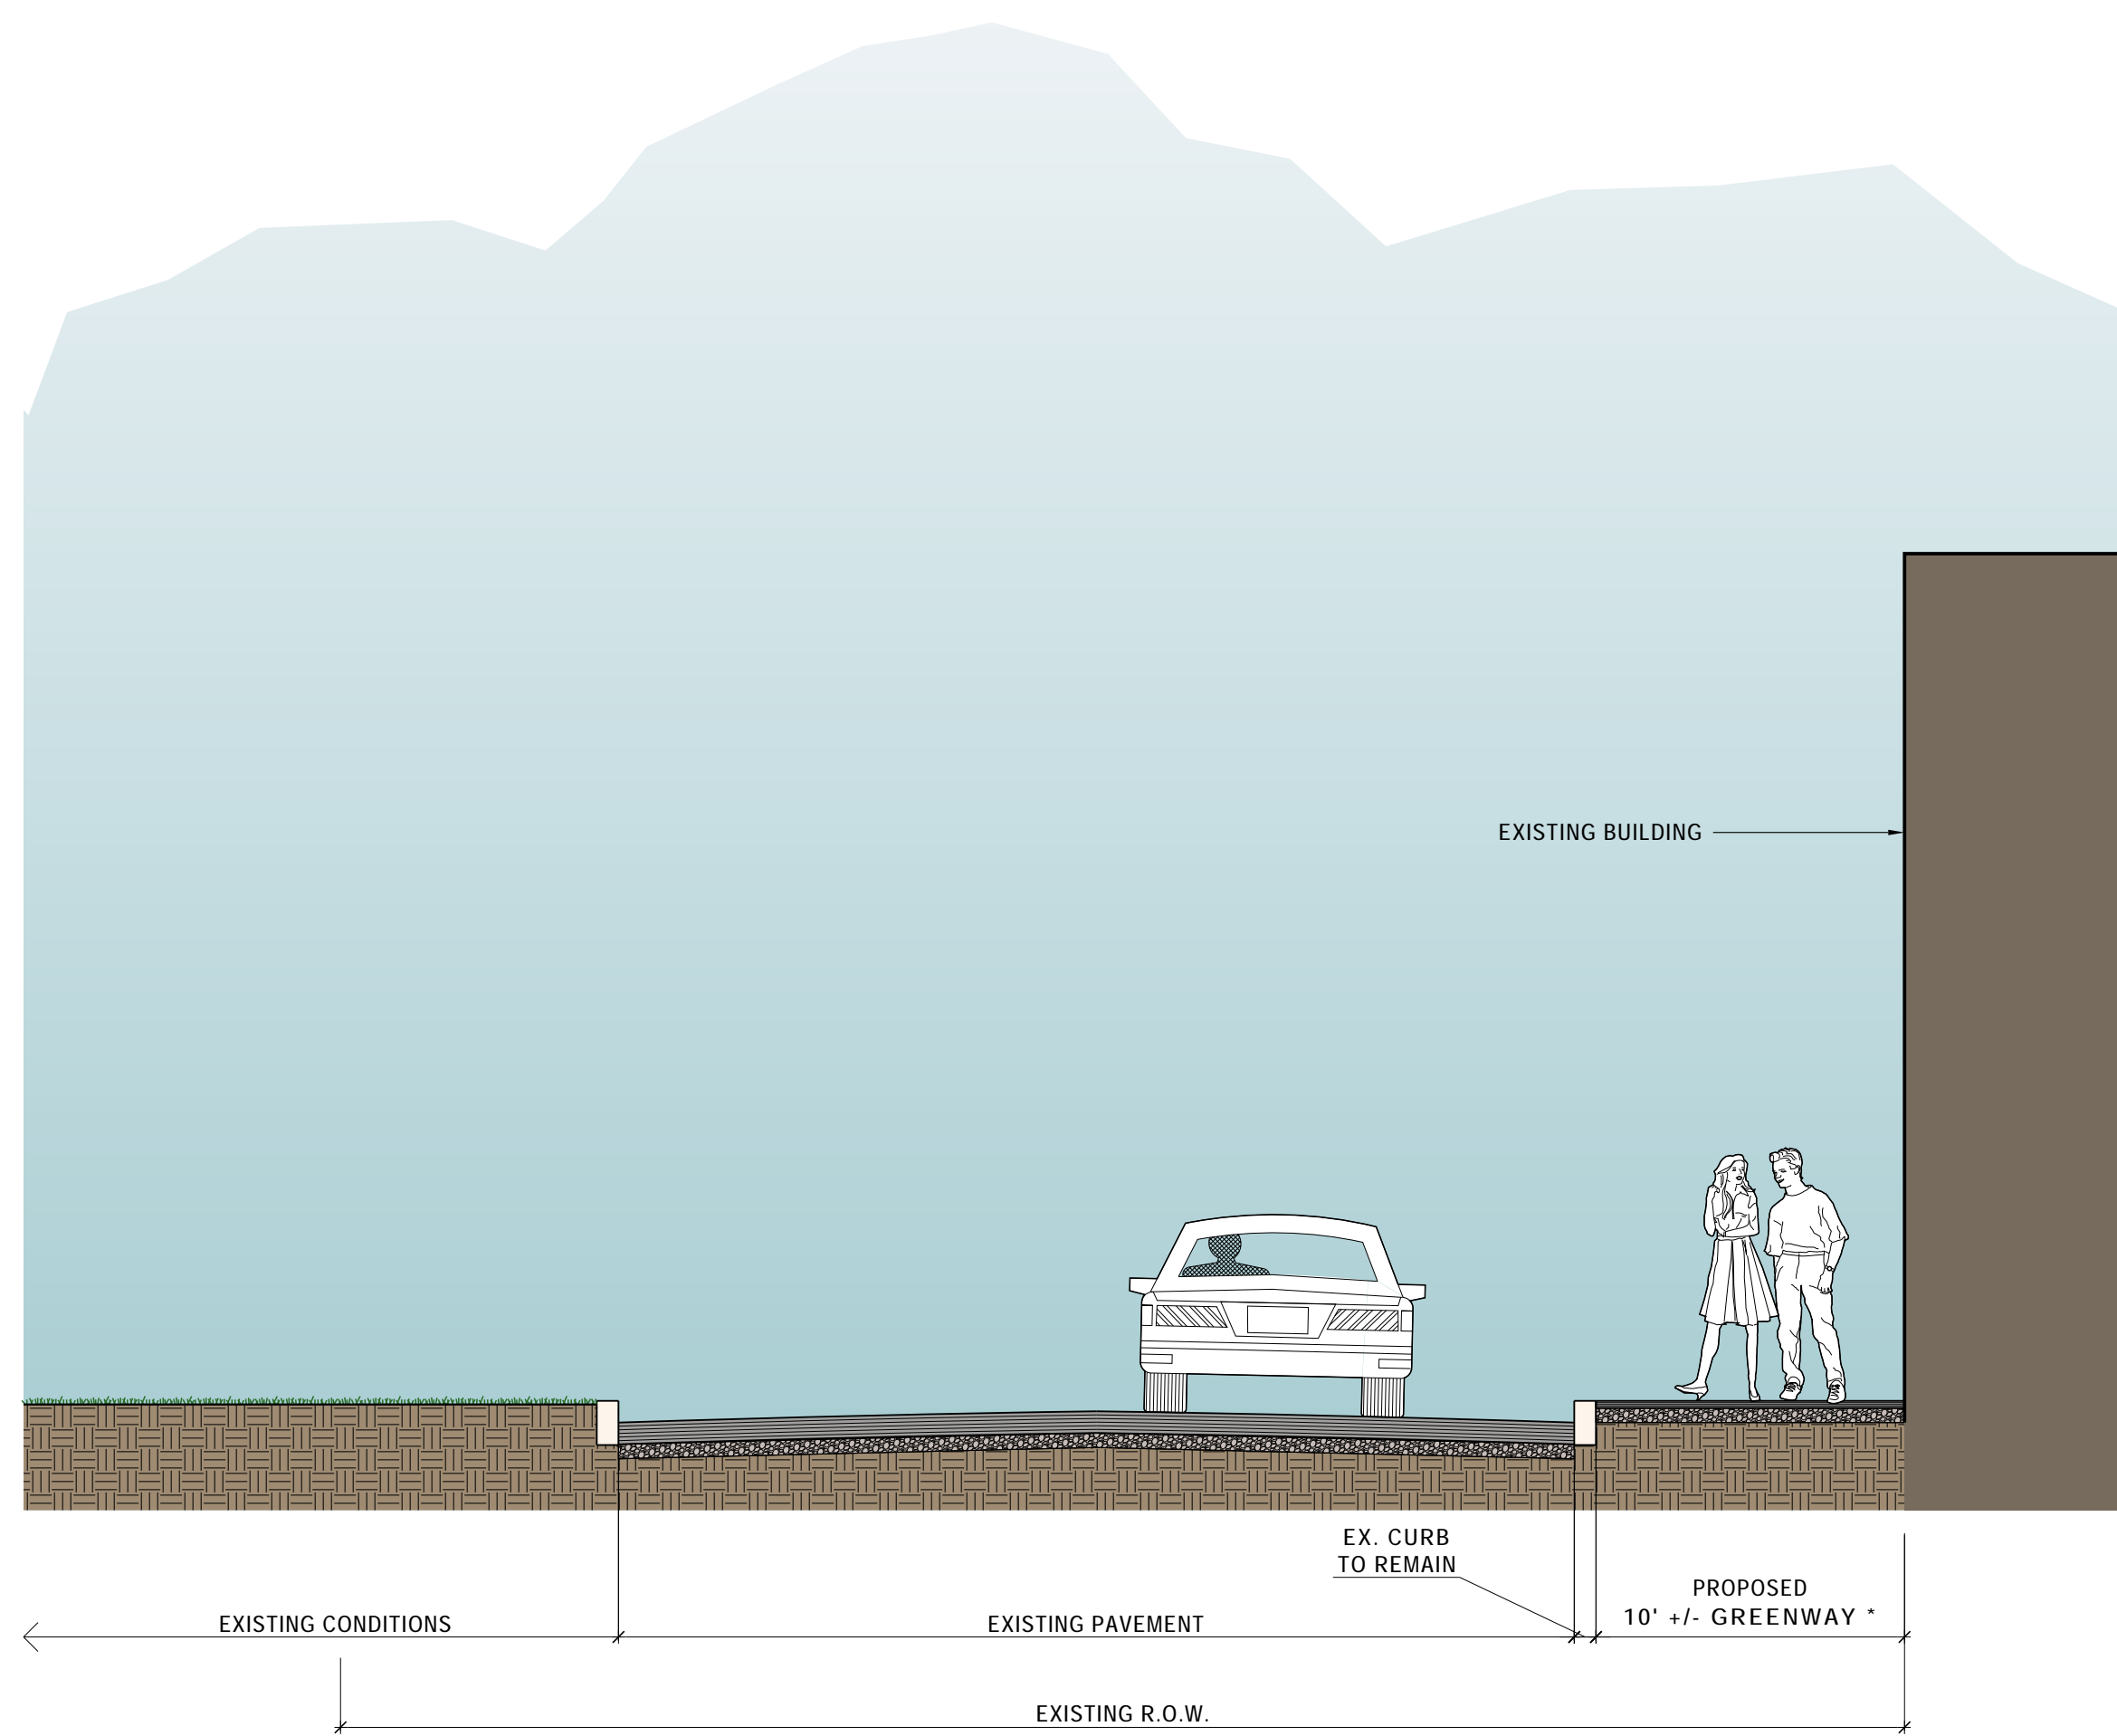 EXISTING BUILDING
EX. CURB
TO REMAIN
PROPOSED
10' +/- GREENWAY *
EXISTING CONDITIONS
EXISTING PAVEMENT
EXISTING R.O.W.